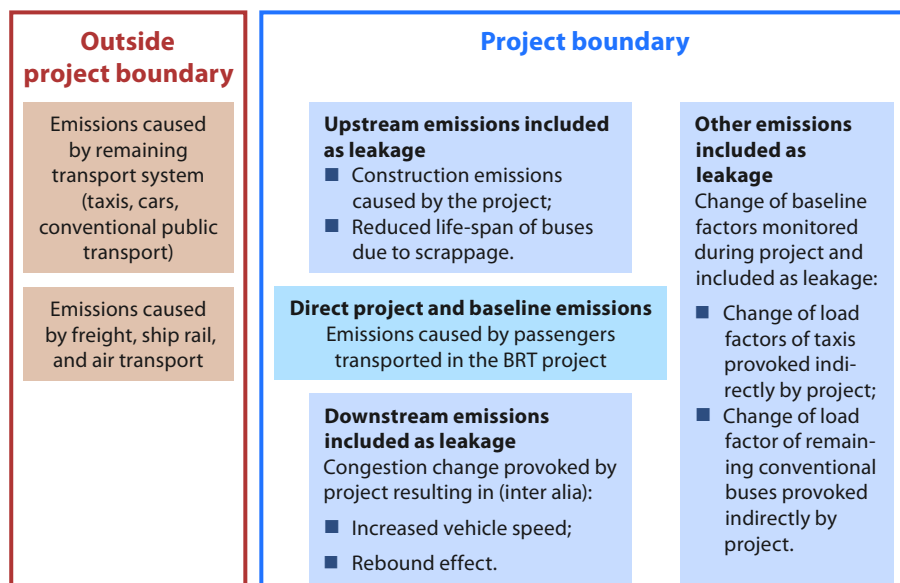 Outside
project boundary
Emissions caused
by remaining
transport system
(taxis, cars,
conventional public
transport)
Emissions caused
by freight, ship rail,
and air transport
Project boundary
Upstream emissions included
as leakage
■ Construction emissions
caused by the project;
■ Reduced life-span of buses
due to scrappage.
Direct project and baseline emissions
Emissions caused by passengers
transported in the BRT project
Downstream emissions
included as leakage
Congestion change provoked by
project resulting in (inter alia):
■ Increased vehicle speed;
■ Rebound effect.
Other emissions
included as
leakage
Change of baseline
factors monitored
during project and
included as leakage:
■ Change of load
factors of taxis
provoked indi-
rectly by project;
■ Change of load
factor of remain-
ing conventional
buses provoked
indirectly by
project.